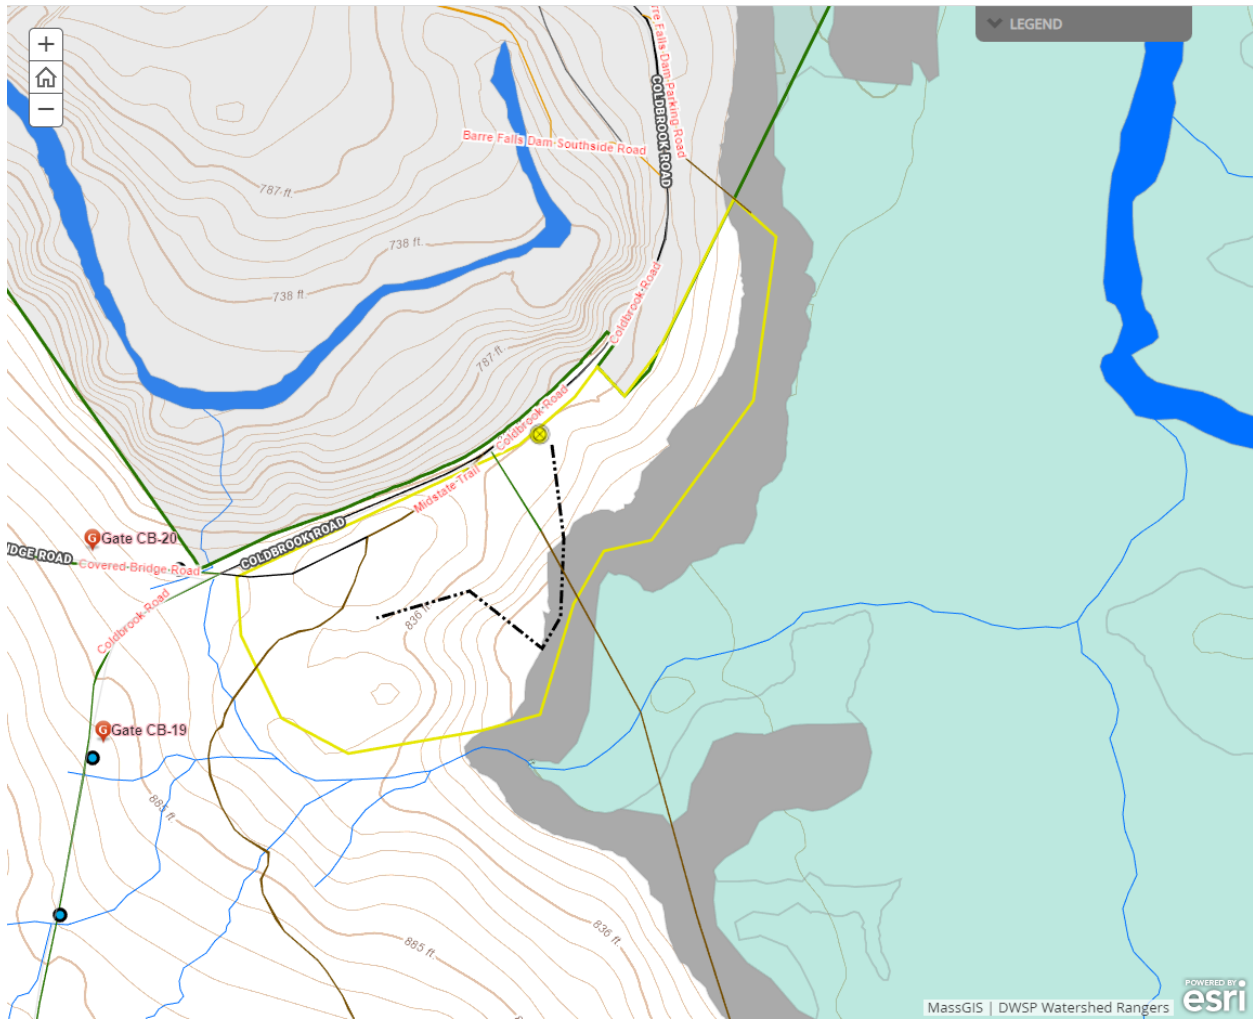 LEGEND
+
−
Barre Falls Dam Parking Road
COLDBROOK ROAD
Barre Falls Dam Southside Road
787 ft.
738 ft.
738 ft.
Coldbrook Road
787 ft.
Coldbrook Road
Midstate Trail
COLDBROOK ROAD
G Gate CB-20
Covered Bridge Road
836 ft.
Coldbrook Road
G Gate CB-19
885 ft.
836 ft.
885 ft.
POWERED BY
esri
MassGIS | DWSP Watershed Rangers